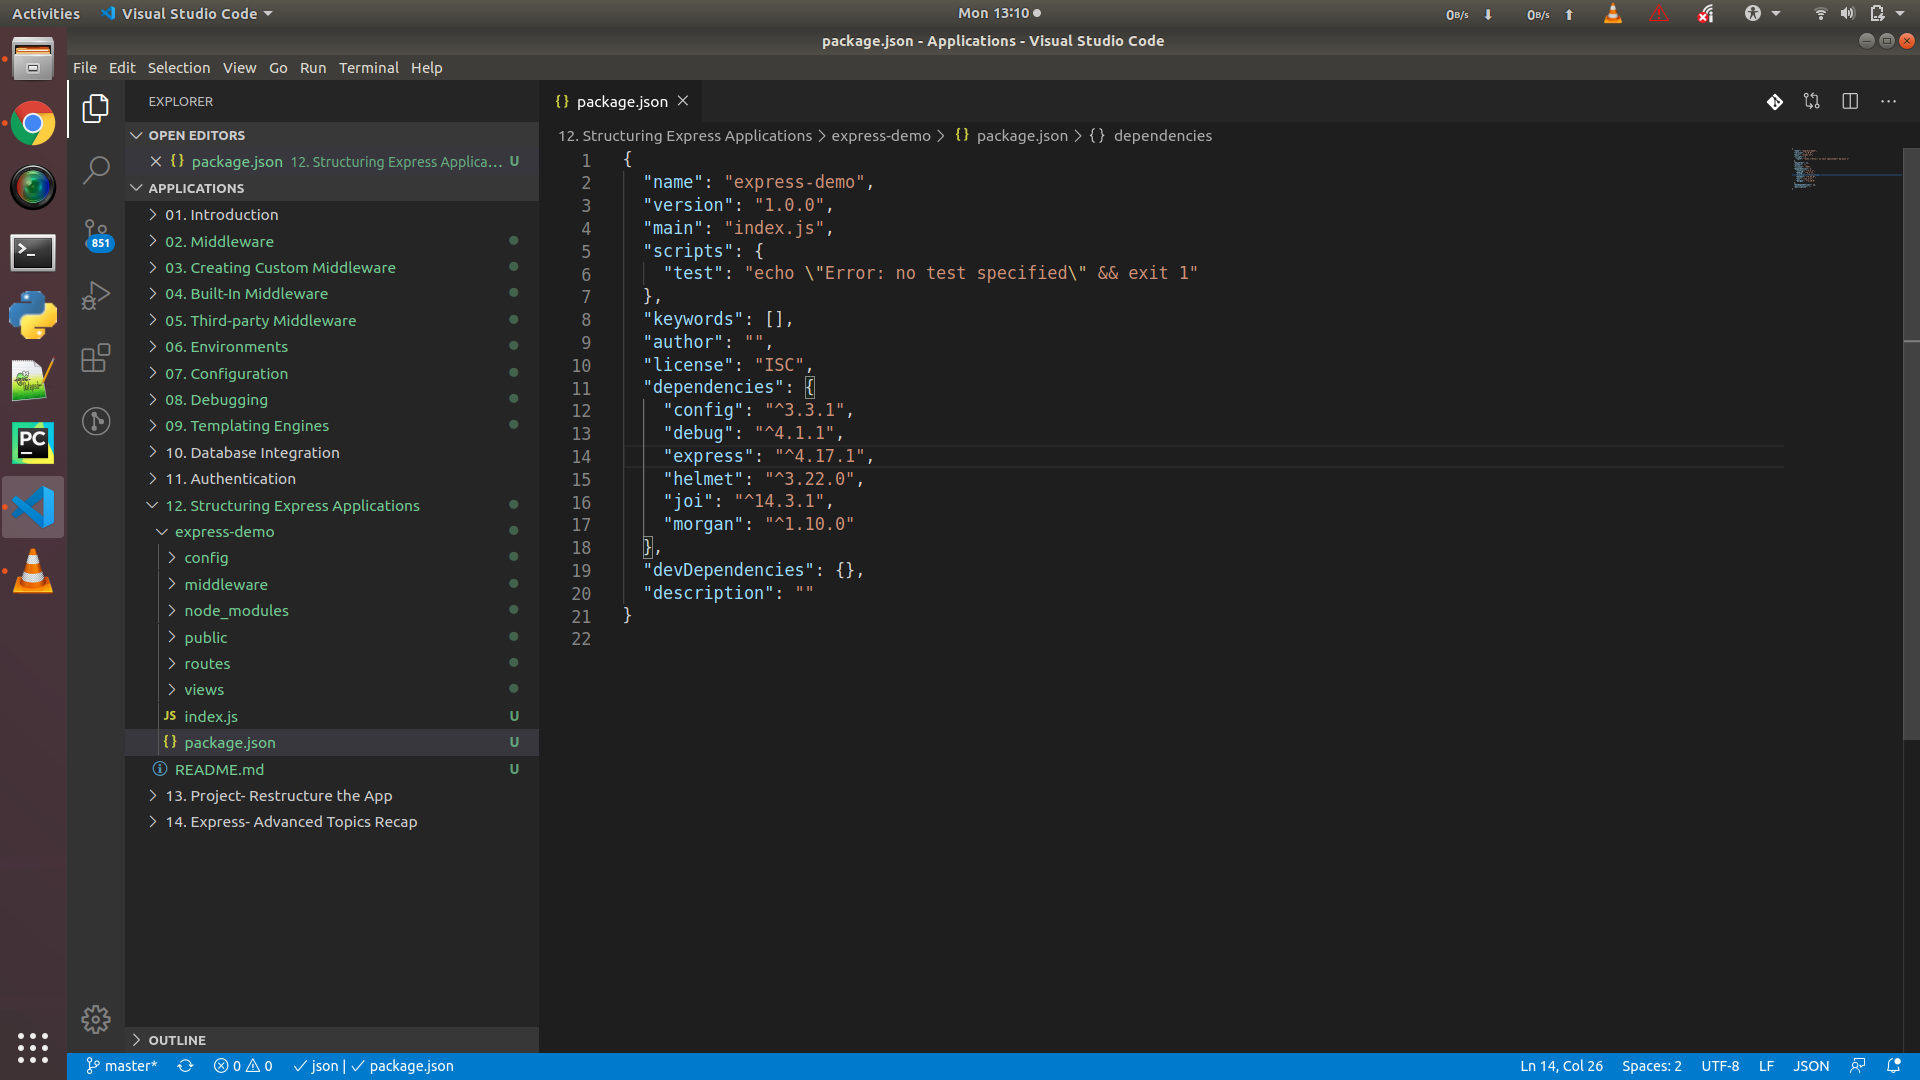 Activities Visual Studio Code Mon 13:10 0B/s 0B/s
package.json - Applications - Visual Studio Code
File Edit Selection View Go Run Terminal Help
EXPLORER
OPEN EDITORS
{} package.json 12. Structuring Express Applica... U
APPLICATIONS
01. Introduction
02. Middleware
03. Creating Custom Middleware
04. Built-In Middleware
05. Third-party Middleware
06. Environments
07. Configuration
08. Debugging
09. Templating Engines
10. Database Integration
11. Authentication
12. Structuring Express Applications
express-demo
config
middleware
node_modules
public
routes
views
JS index.js U
{} package.json U
README.md U
13. Project- Restructure the App
14. Express- Advanced Topics Recap
OUTLINE
851
PC
{} package.json
12. Structuring Express Applications > express-demo > {} package.json > {} dependencies
1 {
2 "name": "express-demo",
3 "version": "1.0.0",
4 "main": "index.js",
5 "scripts": {
6 "test": "echo \"Error: no test specified\" && exit 1"
7 },
8 "keywords": [],
9 "author": "",
10 "license": "ISC",
11 "dependencies": {
12 "config": "^3.3.1",
13 "debug": "^4.1.1",
14 "express": "^4.17.1",
15 "helmet": "^3.22.0",
16 "joi": "^14.3.1",
17 "morgan": "^1.10.0"
18 },
19 "devDependencies": {},
20 "description": ""
21 }
22
master* 0 0 json | package.json Ln 14, Col 26 Spaces: 2 UTF-8 LF JSON